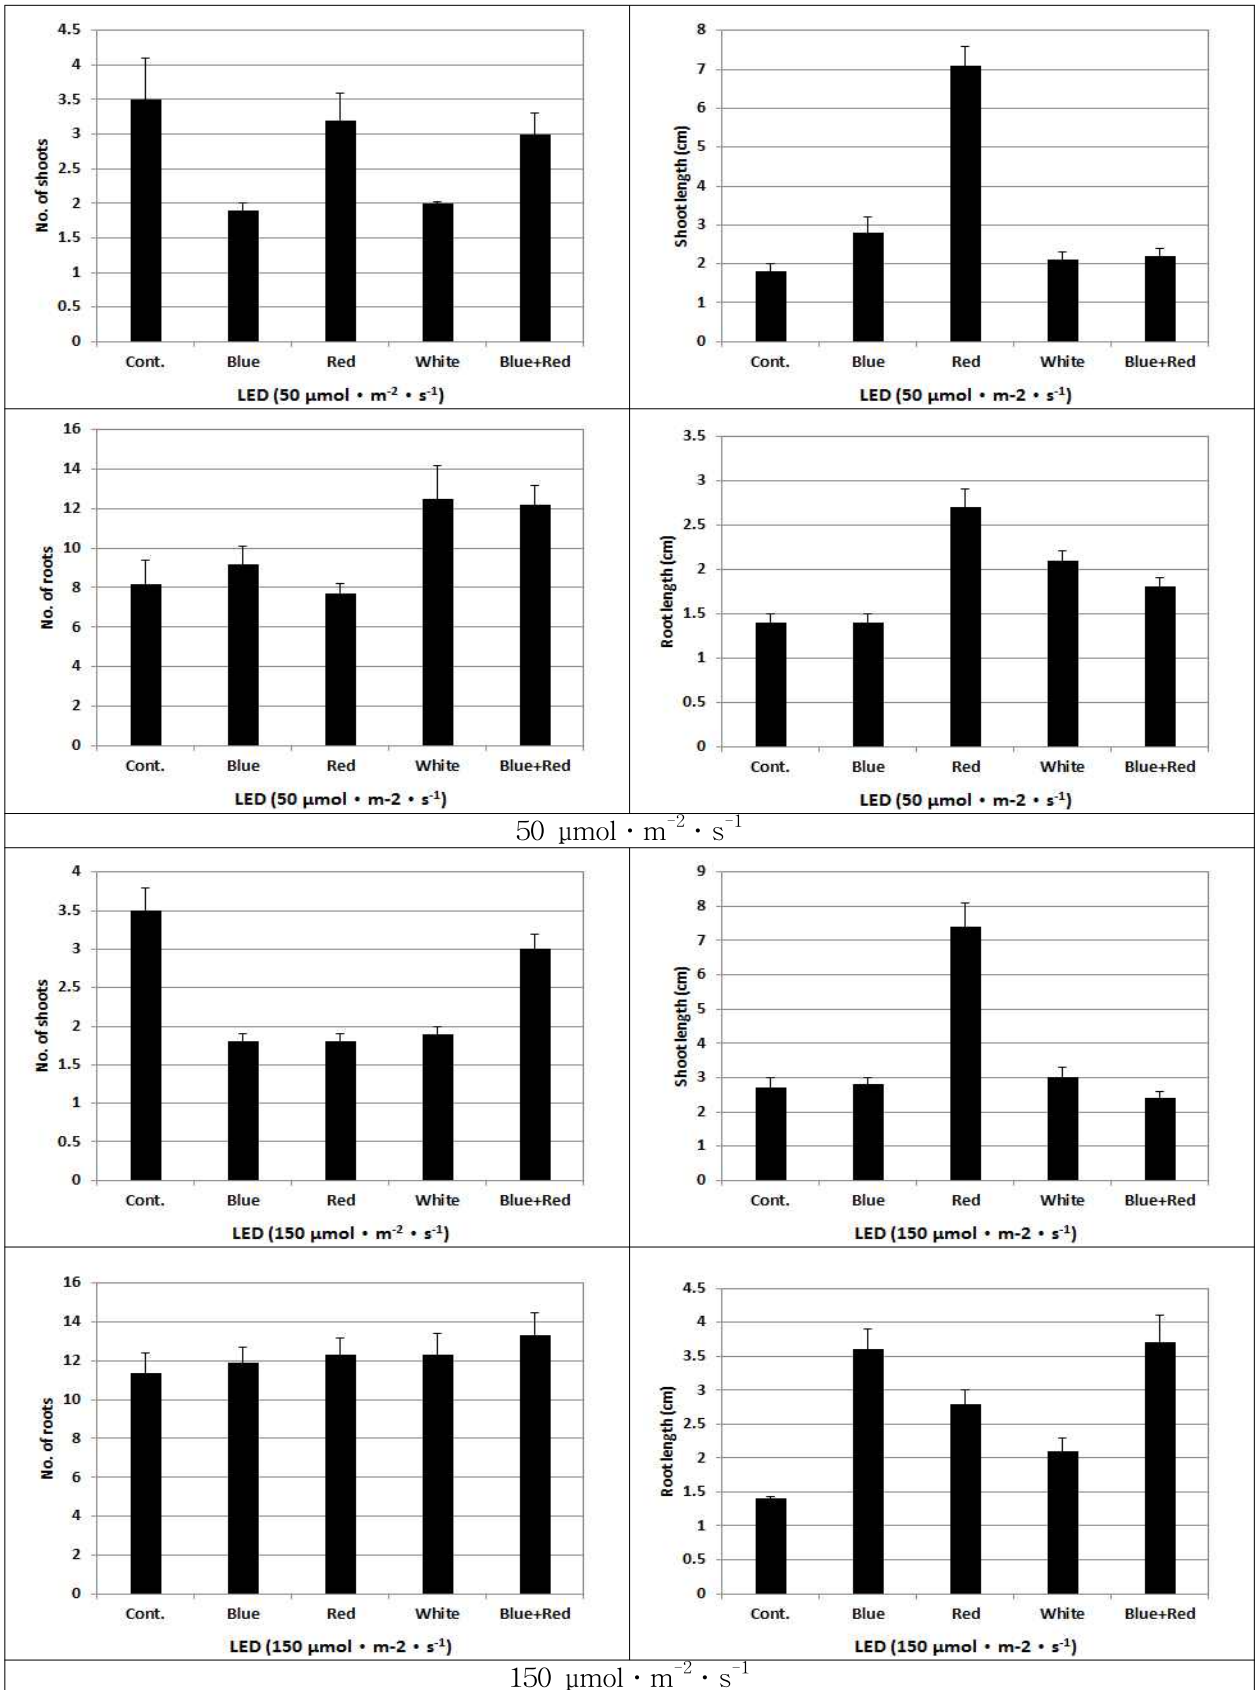 4.5
4
3.5
3
2.5
2
1.5
1
0.5
0
No. of shoots
Cont. Blue Red White Blue+Red
LED (50 µmol • m⁻² • s⁻¹)
8
7
6
5
4
3
2
1
0
Shoot length (cm)
Cont. Blue Red White Blue+Red
LED (50 µmol • m-2 • s⁻¹)
16
14
12
10
8
6
4
2
0
No. of roots
Cont. Blue Red White Blue+Red
LED (50 µmol • m-2 • s⁻¹)
3.5
3
2.5
2
1.5
1
0.5
0
Root length (cm)
Cont. Blue Red White Blue+Red
LED (50 µmol • m-2 • s⁻¹)
50 µmol · m⁻² · s⁻¹
4
3.5
3
2.5
2
1.5
1
0.5
0
No. of shoots
Cont. Blue Red White Blue+Red
LED (150 µmol • m⁻² • s⁻¹)
9
8
7
6
5
4
3
2
1
0
Shoot length (cm)
Cont. Blue Red White Blue+Red
LED (150 µmol • m-2 • s⁻¹)
16
14
12
10
8
6
4
2
0
No. of roots
Cont. Blue Red White Blue+Red
LED (150 µmol • m-2 • s⁻¹)
4.5
4
3.5
3
2.5
2
1.5
1
0.5
0
Root length (cm)
Cont. Blue Red White Blue+Red
LED (150 µmol • m-2 • s⁻¹)
150 µmol · m⁻² · s⁻¹